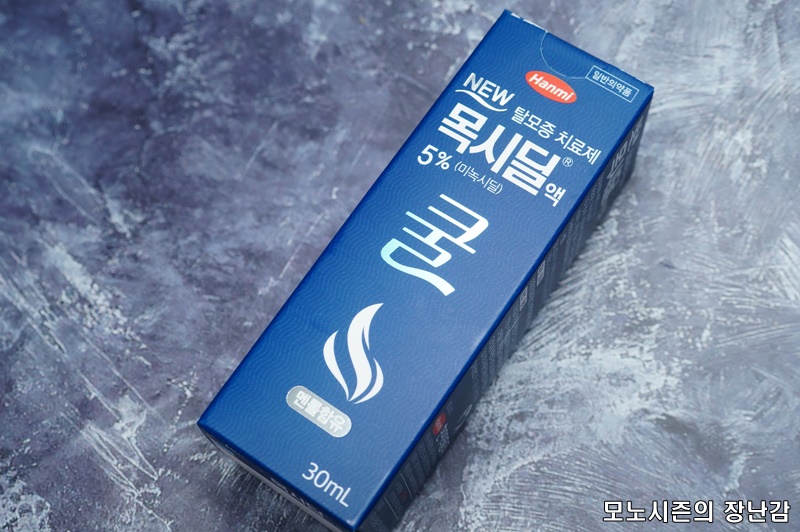 Hanmi
일반의약품
NEW
탈모증 치료제
목시딜® 액
5% (미녹시딜)
쿨
멘톨함유
30mL
모노시즌의 장난감